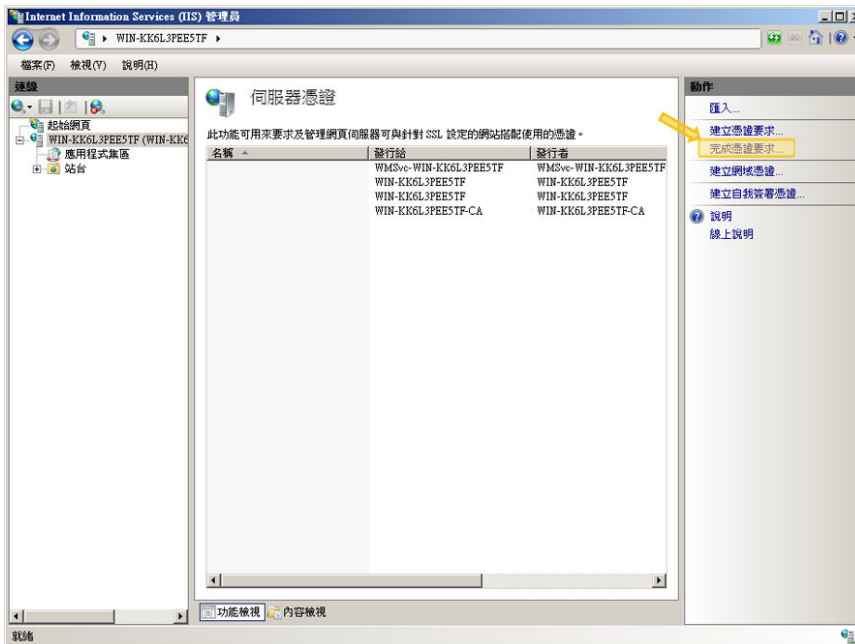 Internet Information Services (IIS) 管理員
WIN-KK6L3PEE5TF
檔案(F) 檢視(V) 說明(H)
連線
起始網頁
WIN-KK6L3PEE5TF (WIN-KK6
應用程式集區
站台
伺服器憑證
此功能可用來要求及管理網頁伺服器可與針對 SSL 設定的網站搭配使用的憑證。
名稱 發行給 發行者
WMSvc-WIN-KK6L3PEE5TF WMSvc-WIN-KK6L3PEE5TF
WIN-KK6L3PEE5TF WIN-KK6L3PEE5TF
WIN-KK6L3PEE5TF WIN-KK6L3PEE5TF
WIN-KK6L3PEE5TF-CA WIN-KK6L3PEE5TF-CA
功能檢視 內容檢視
動作
匯入...
建立憑證要求...
完成憑證要求...
建立網域憑證...
建立自我簽署憑證...
說明
線上說明
就緒